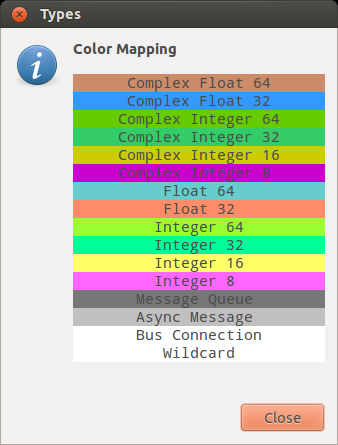 Types
Color Mapping
Complex Float 64
Complex Float 32
Complex Integer 64
Complex Integer 32
Complex Integer 16
Complex Integer 8
Float 64
Float 32
Integer 64
Integer 32
Integer 16
Integer 8
Message Queue
Async Message
Bus Connection
Wildcard
Close